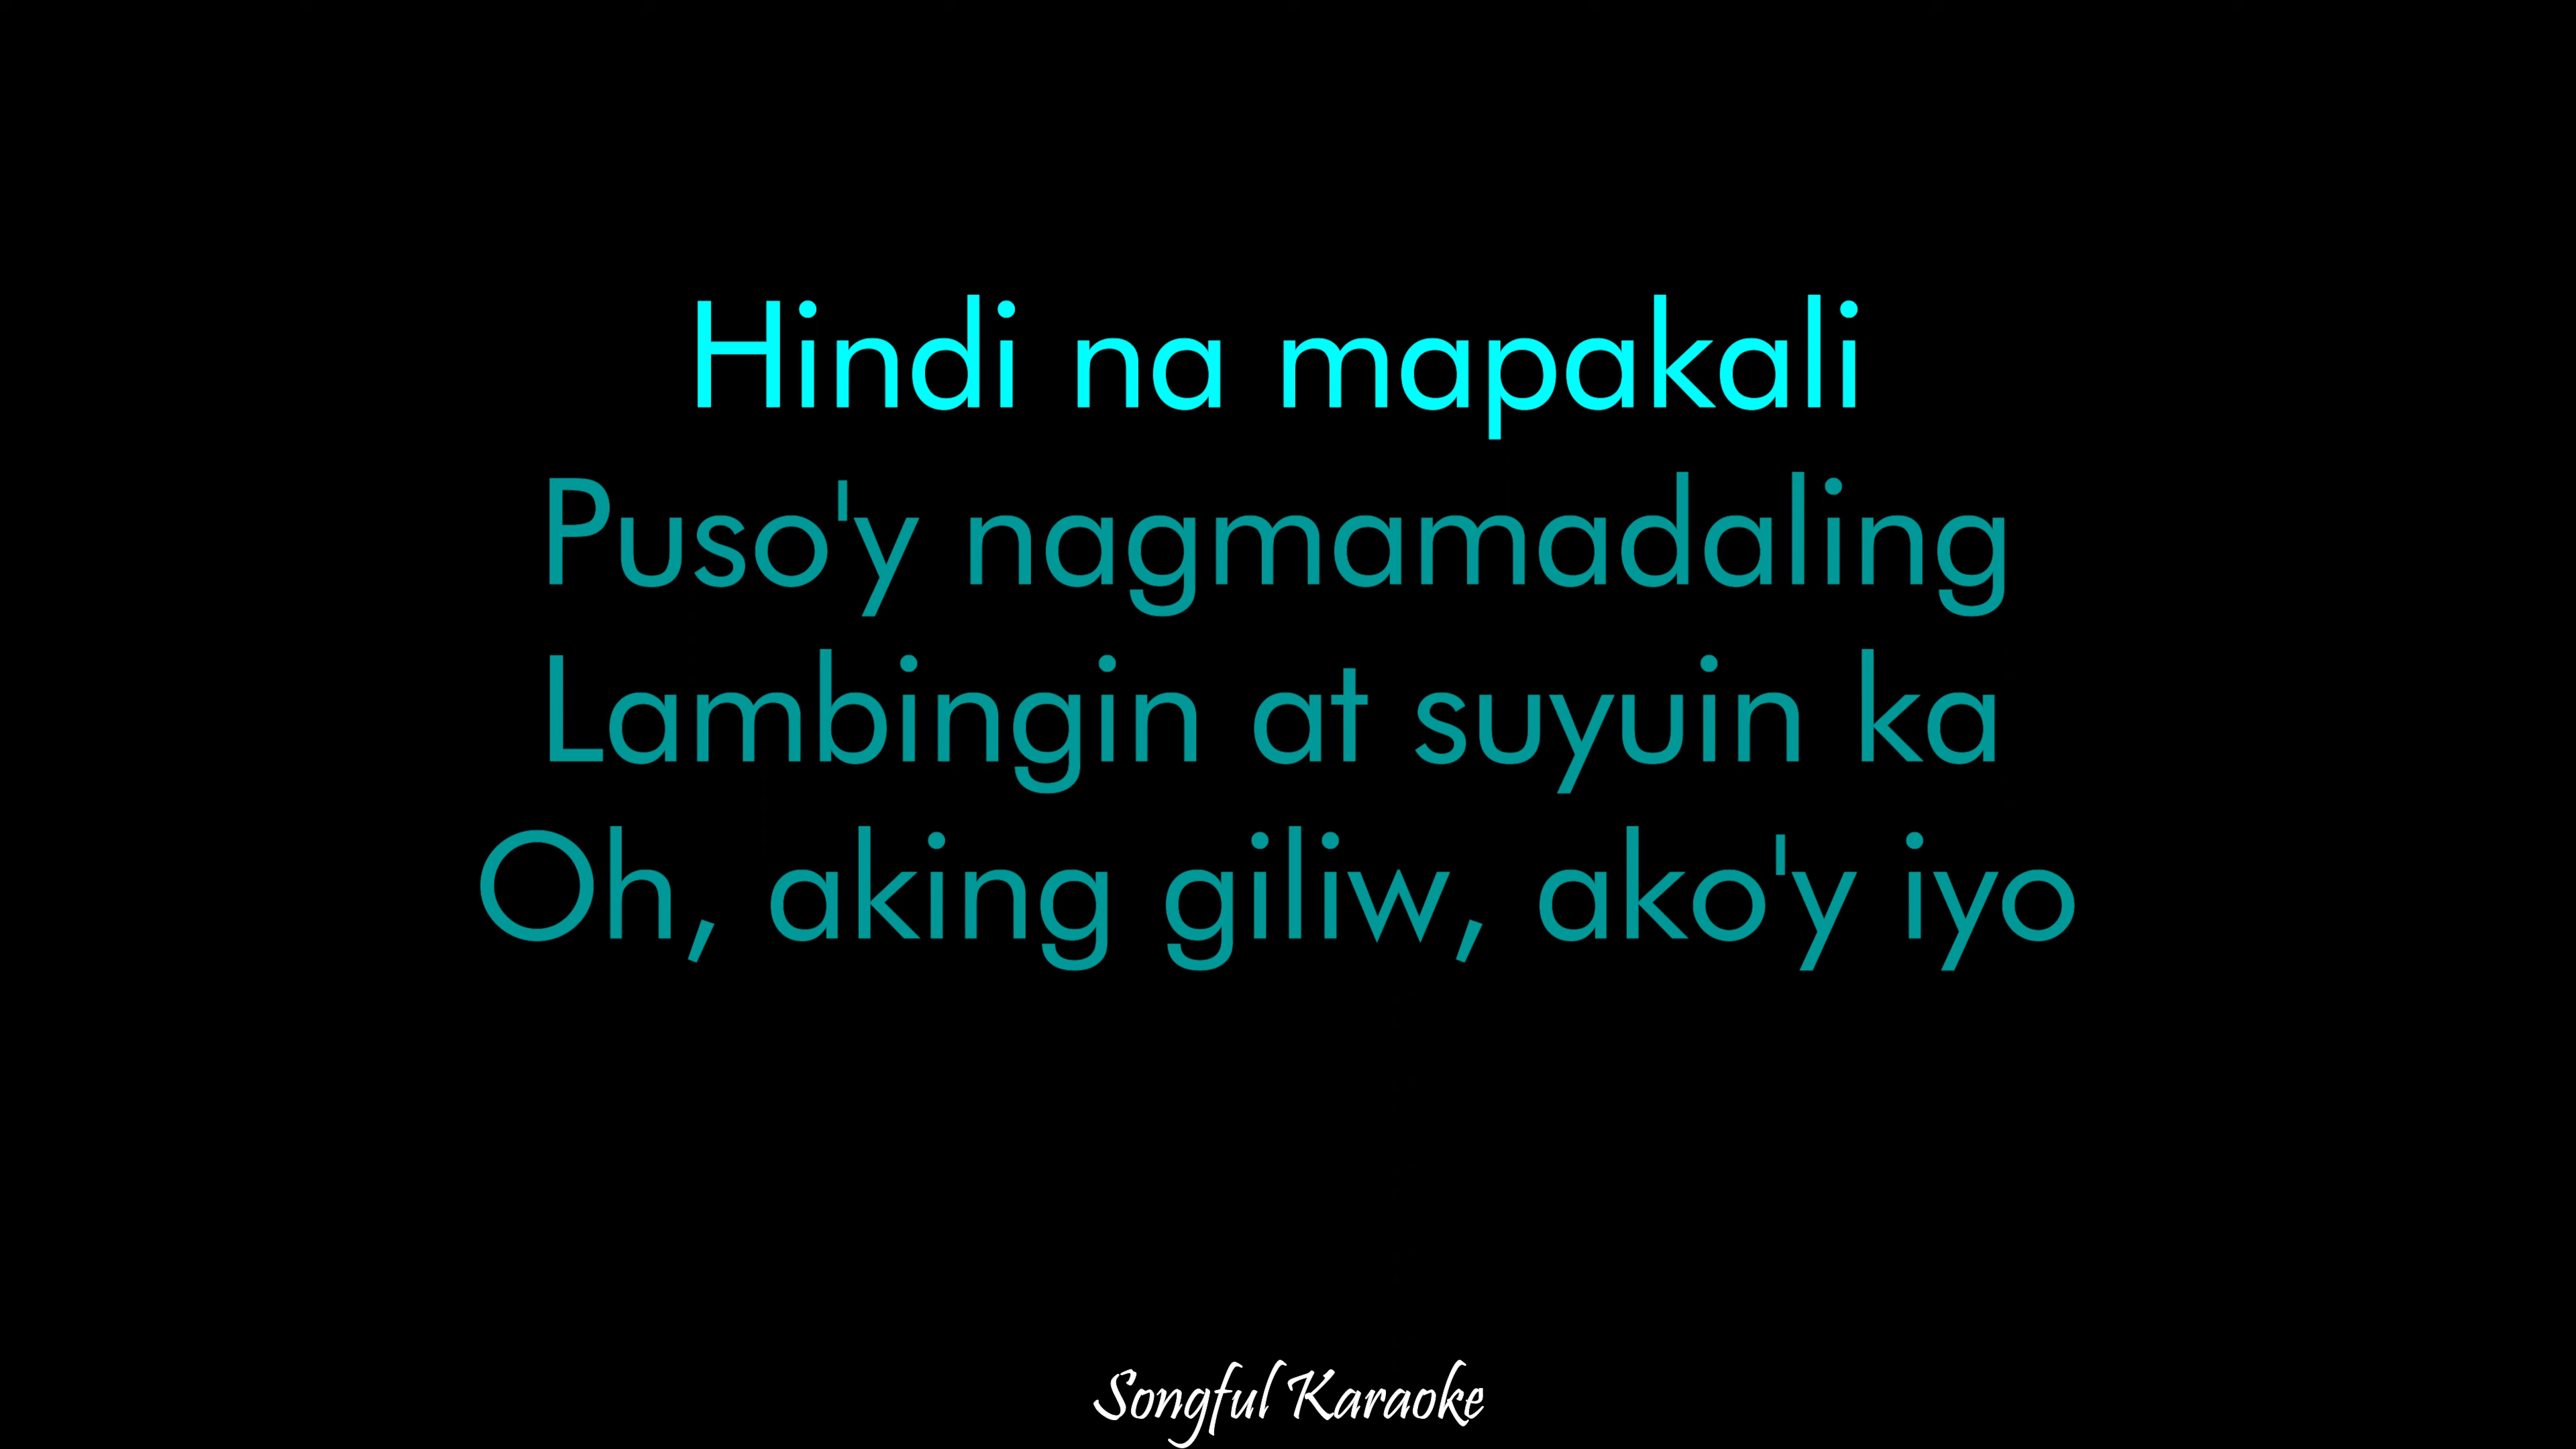 Hindi na mapakali
Puso'y nagmamadaling
Lambingin at suyuin ka
Oh, aking giliw, ako'y iyo
Songful Karaoke